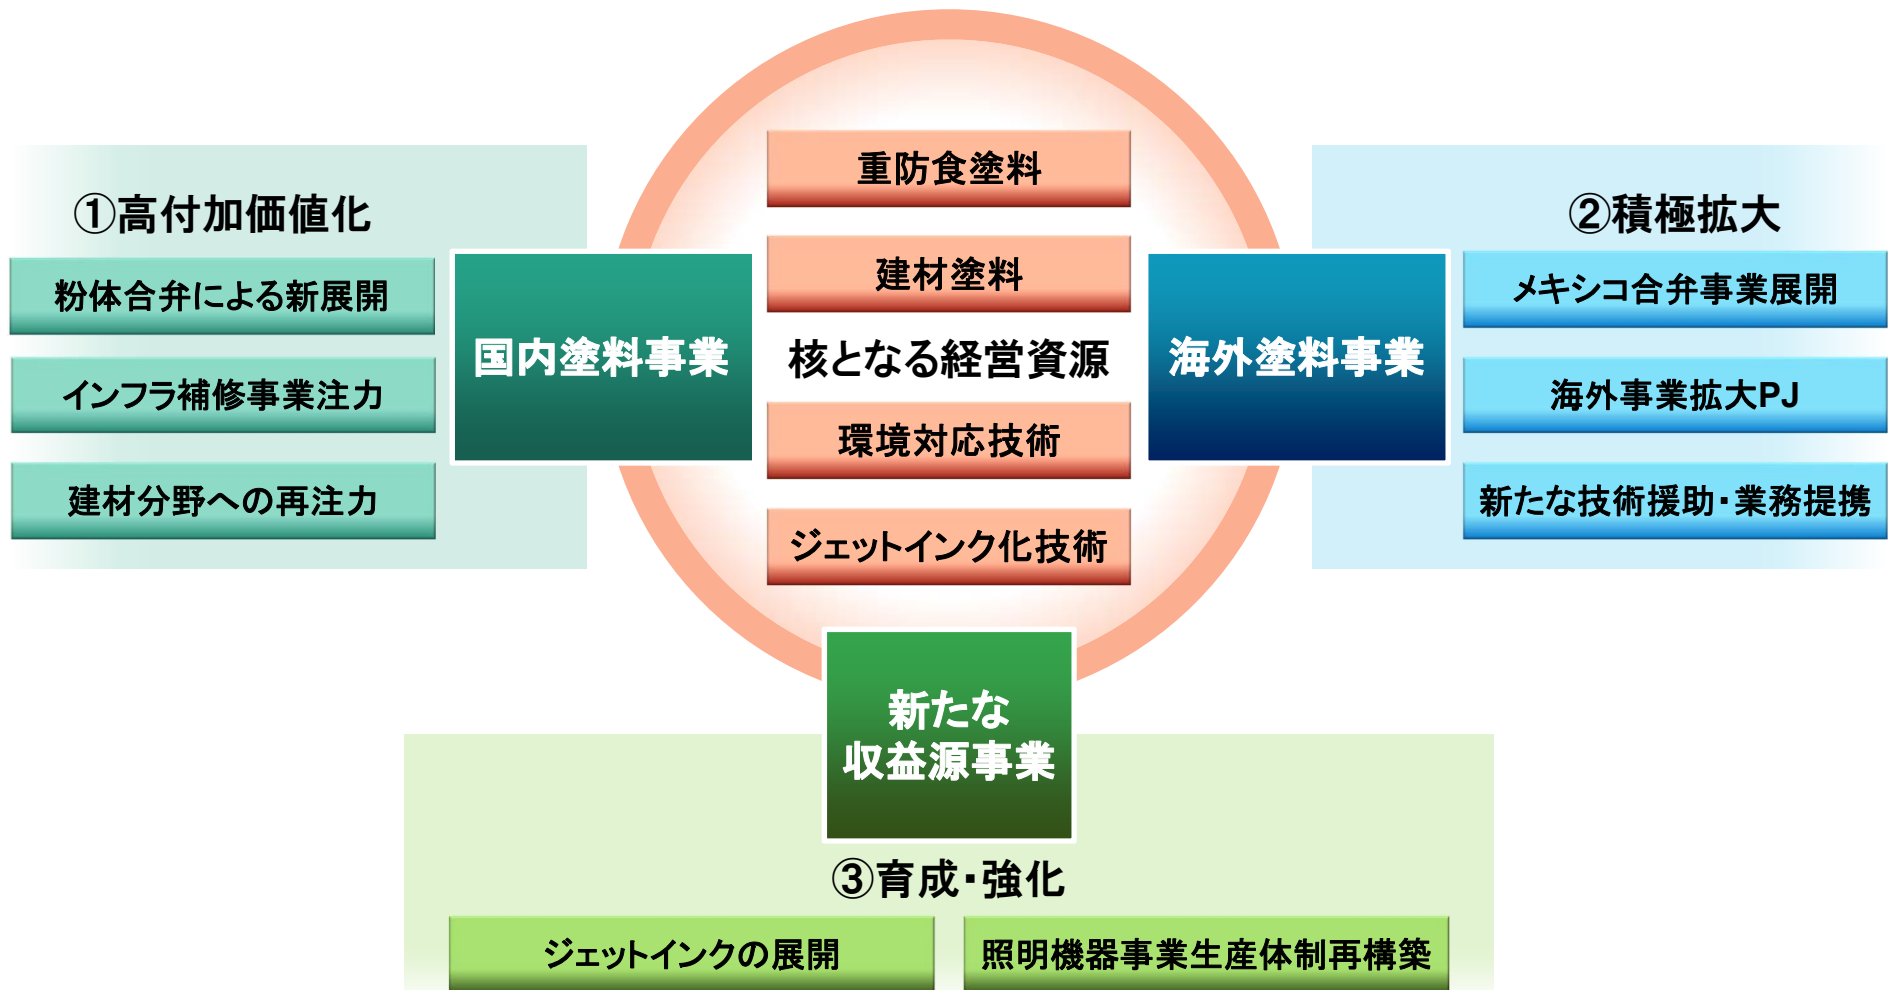 ①高付加価値化
粉体合弁による新展開
インフラ補修事業注力
建材分野への再注力
国内塗料事業
重防食塗料
建材塗料
核となる経営資源
環境対応技術
ジェットインク化技術
海外塗料事業
②積極拡大
メキシコ合弁事業展開
海外事業拡大PJ
新たな技術援助・業務提携
新たな
収益源事業
③育成・強化
ジェットインクの展開
照明機器事業生産体制再構築